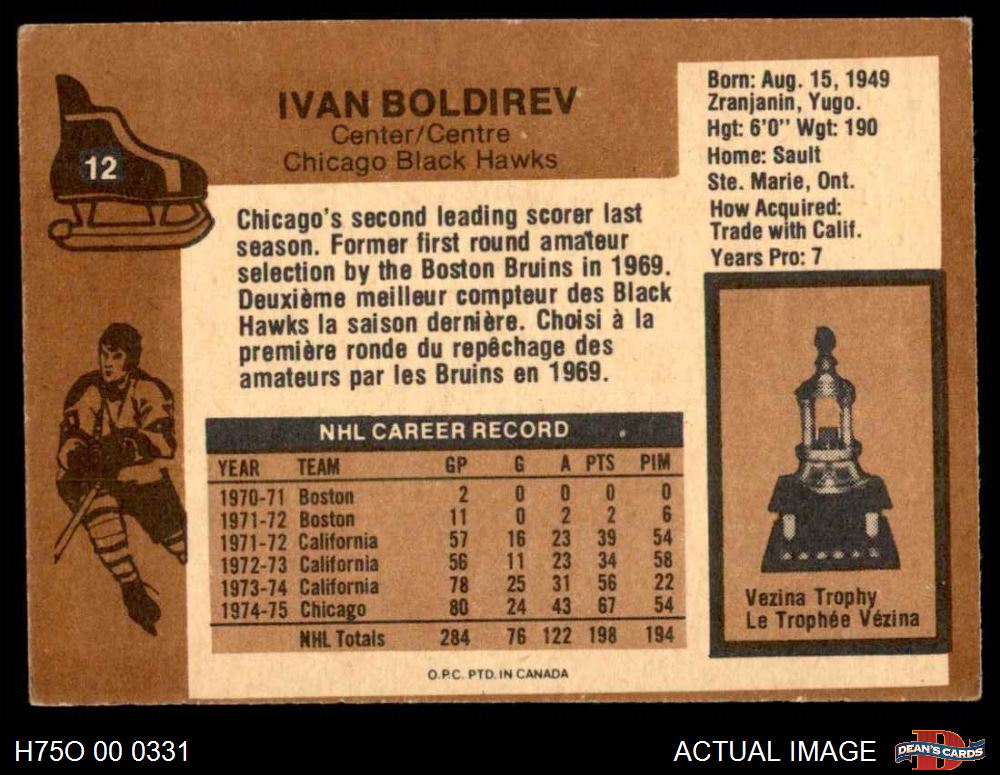 12
IVAN BOLDIREV
Center/Centre
Chicago Black Hawks
Born: Aug. 15, 1949
Zranjanin, Yugo.
Hgt: 6'0" Wgt: 190
Home: Sault
Ste. Marie, Ont.
How Acquired:
Trade with Calif.
Years Pro: 7
Chicago's second leading scorer last
season. Former first round amateur
selection by the Boston Bruins in 1969.
Deuxième meilleur compteur des Black
Hawks la saison dernière. Choisi à la
première ronde du repêchage des
amateurs par les Bruins en 1969.
NHL CAREER RECORD
YEAR TEAM GP G A PTS PIM
1970-71 Boston 2 0 0 0 0
1971-72 Boston 11 0 2 2 6
1971-72 California 57 16 23 39 54
1972-73 California 56 11 23 34 58
1973-74 California 78 25 31 56 22
1974-75 Chicago 80 24 43 67 54
NHL Totals 284 76 122 198 194
Vezina Trophy
Le Trophée Vézina
O.P.C. PTD. IN CANADA
H75O 00 0331
ACTUAL IMAGE
DEAN'S CARDS